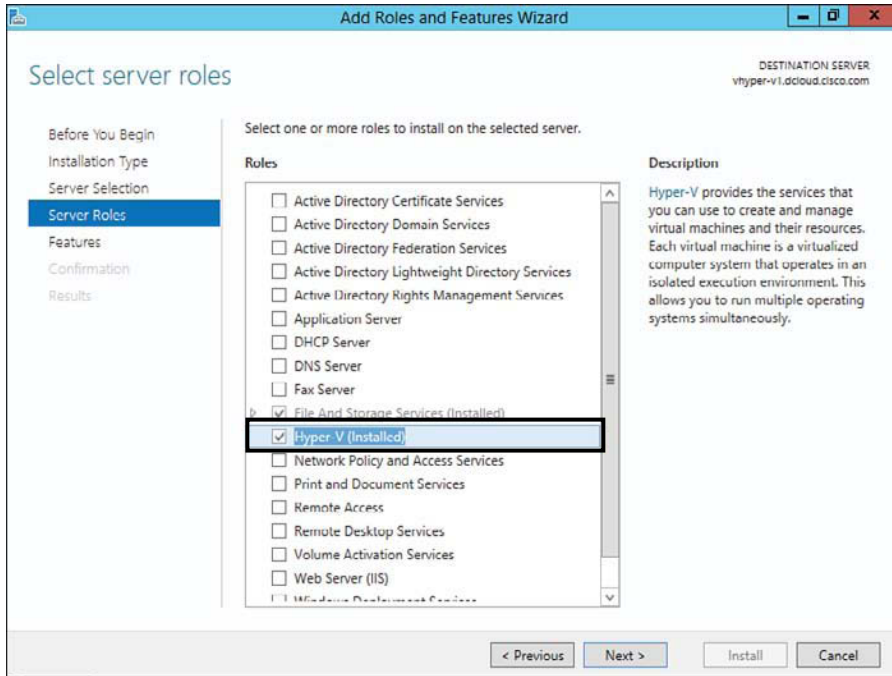 Add Roles and Features Wizard
Select server roles
DESTINATION SERVER
vhyper-v1.dcloud.cisco.com
Before You Begin
Installation Type
Server Selection
Server Roles
Features
Confirmation
Results
Select one or more roles to install on the selected server.
Roles
Active Directory Certificate Services
Active Directory Domain Services
Active Directory Federation Services
Active Directory Lightweight Directory Services
Active Directory Rights Management Services
Application Server
DHCP Server
DNS Server
Fax Server
File And Storage Services (Installed)
Hyper-V (Installed)
Network Policy and Access Services
Print and Document Services
Remote Access
Remote Desktop Services
Volume Activation Services
Web Server (IIS)
Windows Deployment Services
Description
Hyper-V provides the services that
you can use to create and manage
virtual machines and their resources.
Each virtual machine is a virtualized
computer system that operates in an
isolated execution environment. This
allows you to run multiple operating
systems simultaneously.
< Previous
Next >
Install
Cancel